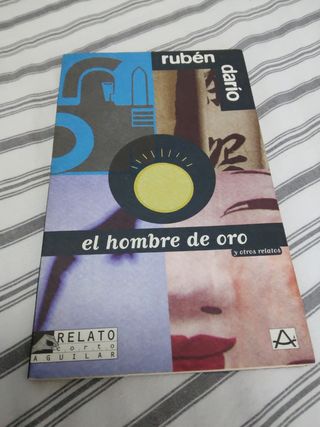 rubén
darío
el hombre de oro
y otros relatos
RELATO
corto
AGUILAR
A